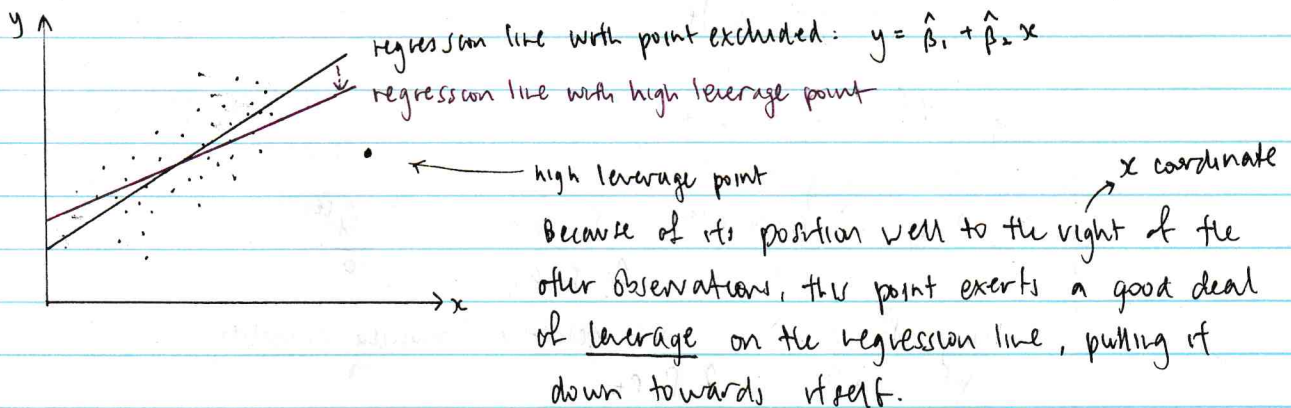 y
regression line with point excluded: y = β̂₁ + β̂₂ x
regression line with high leverage point
high leverage point
x coordinate
Because of its position well to the right of the
other observations, this point exerts a good deal
of leverage on the regression line, pulling it
down towards itself.
x